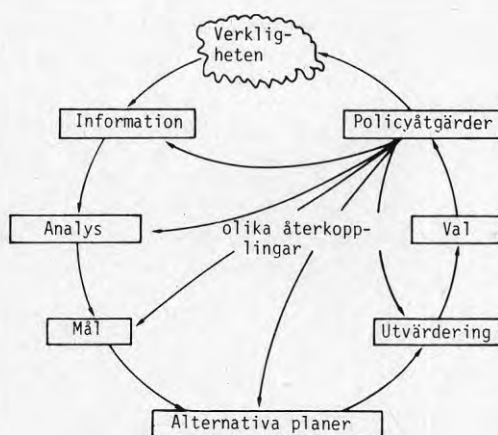 Verklig-
heten
Information
Policyåtgärder
Analys
olika återkopp-
lingar
Val
Mål
Utvärdering
Alternativa planer